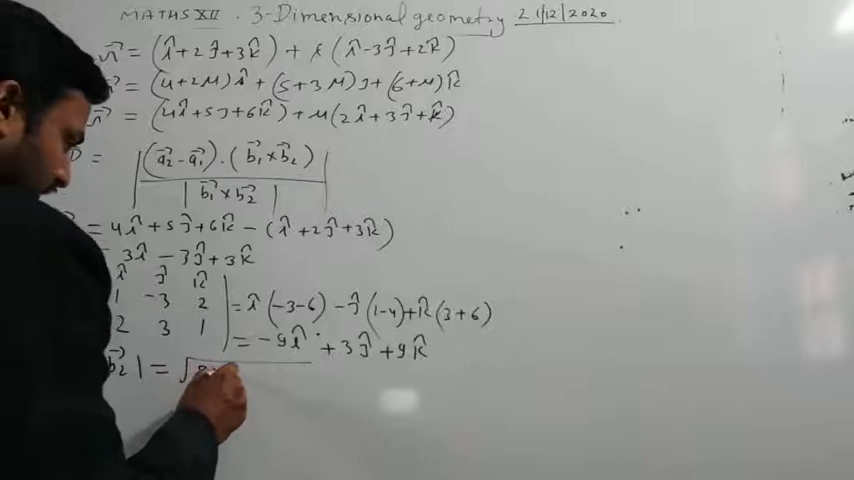 MATHS XII . 3-Dimensional geometry 21/12/2020
r⃗ = (î+2ĵ+3k̂) + λ(î-3ĵ+2k̂)
= (4+2μ)î + (5+3μ)ĵ + (6+μ)k̂
= (4î+5ĵ+6k̂) + μ(2î+3ĵ+k̂)
D = |(a⃗₂-a⃗₁).(b⃗₁×b⃗₂)| / |b⃗₁×b⃗₂|
= 4î+5ĵ+6k̂ - (î+2ĵ+3k̂)
3î - 3ĵ + 3k̂
î ĵ k̂
1 -3 2 | = î(-3-6) - ĵ(1-4) + k̂(3+6)
2 3 1 | = -9î + 3ĵ + 9k̂
b⃗₂| = √8